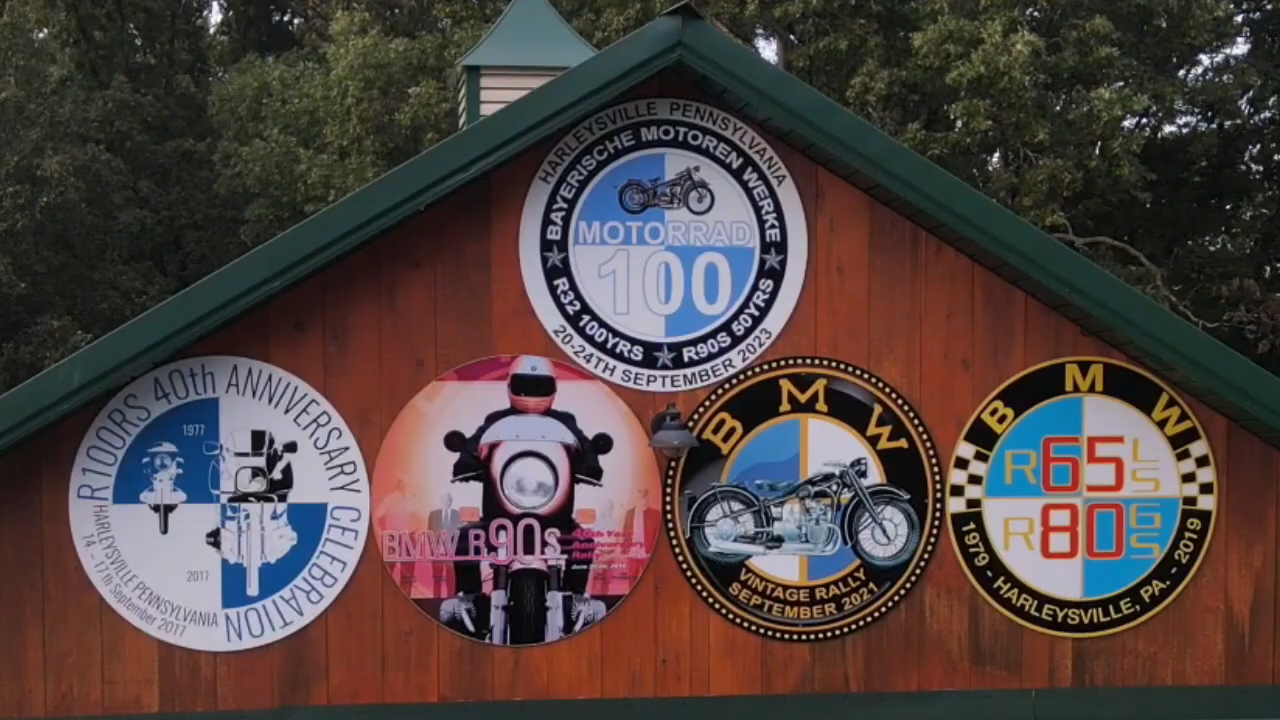 HARLEYSVILLE PENNSYLVANIA
BAYERISCHE MOTOREN WERKE
MOTORRAD
100
R32 100YRS R90S 50YRS
20-24TH SEPTEMBER 2023
R100RS 40th ANNIVERSARY CELEBRATION
1977
2017
HARLEYSVILLE PENNSYLVANIA
14 - 17th September 2017
BMW R90S
BMW
VINTAGE RALLY
SEPTEMBER 2021
BMW
R65LS
R80GS
1979 - HARLEYSVILLE, PA. - 2019